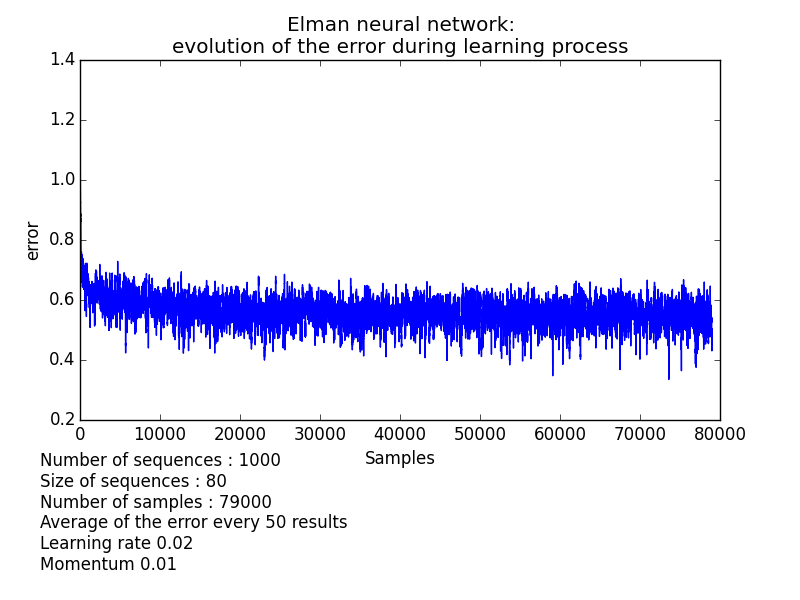 Elman neural network:
evolution of the error during learning process
1.4
1.2
1.0
0.8
0.6
0.4
0.2
error
0 10000 20000 30000 40000 50000 60000 70000 80000
Samples
Number of sequences : 1000
Size of sequences : 80
Number of samples : 79000
Average of the error every 50 results
Learning rate 0.02
Momentum 0.01